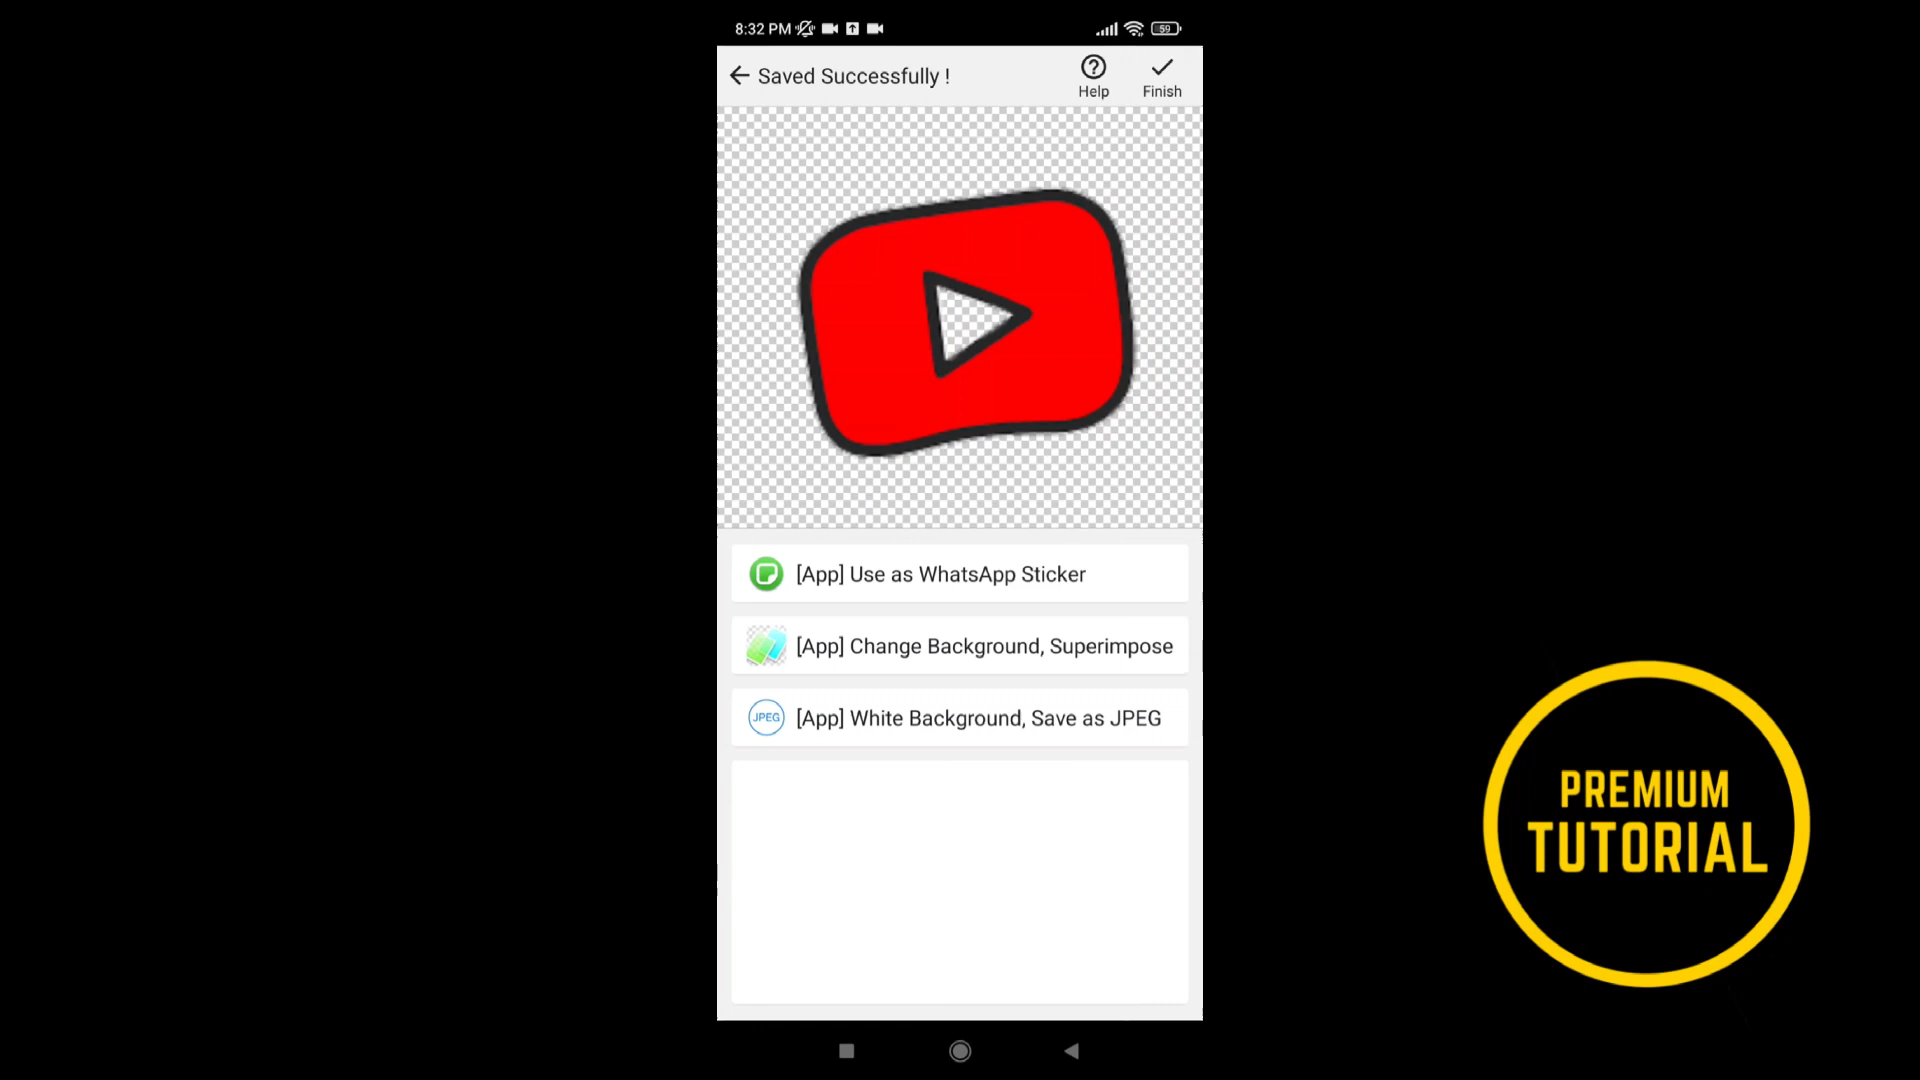 8:32 PM
59
Saved Successfully !
Help
Finish
[App] Use as WhatsApp Sticker
[App] Change Background, Superimpose
JPEG
[App] White Background, Save as JPEG
PREMIUM
TUTORIAL